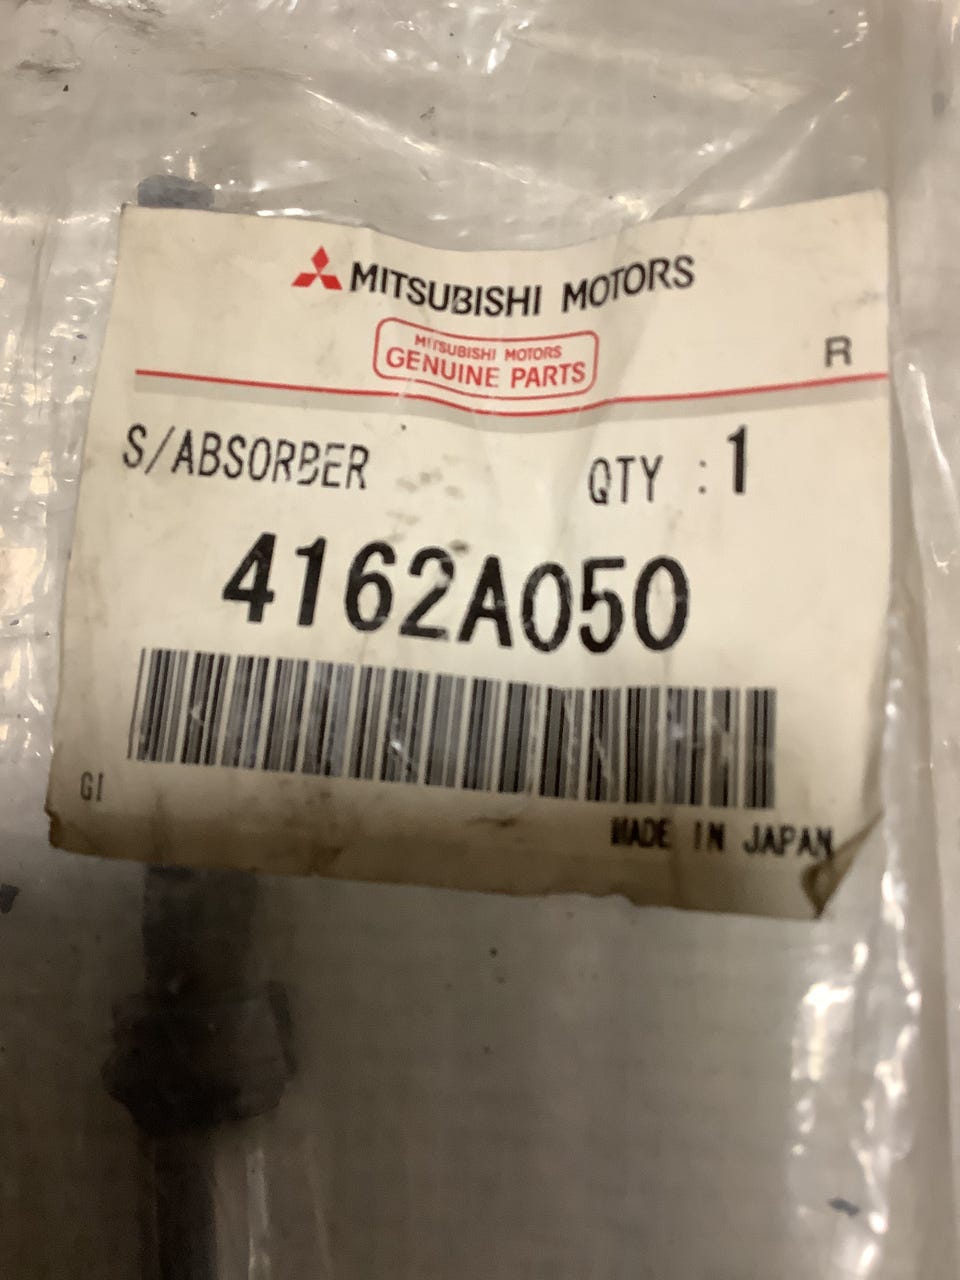 MITSUBISHI MOTORS
MITSUBISHI MOTORS
GENUINE PARTS
R
S/ABSORBER QTY : 1
4162A050
GI
MADE IN JAPAN